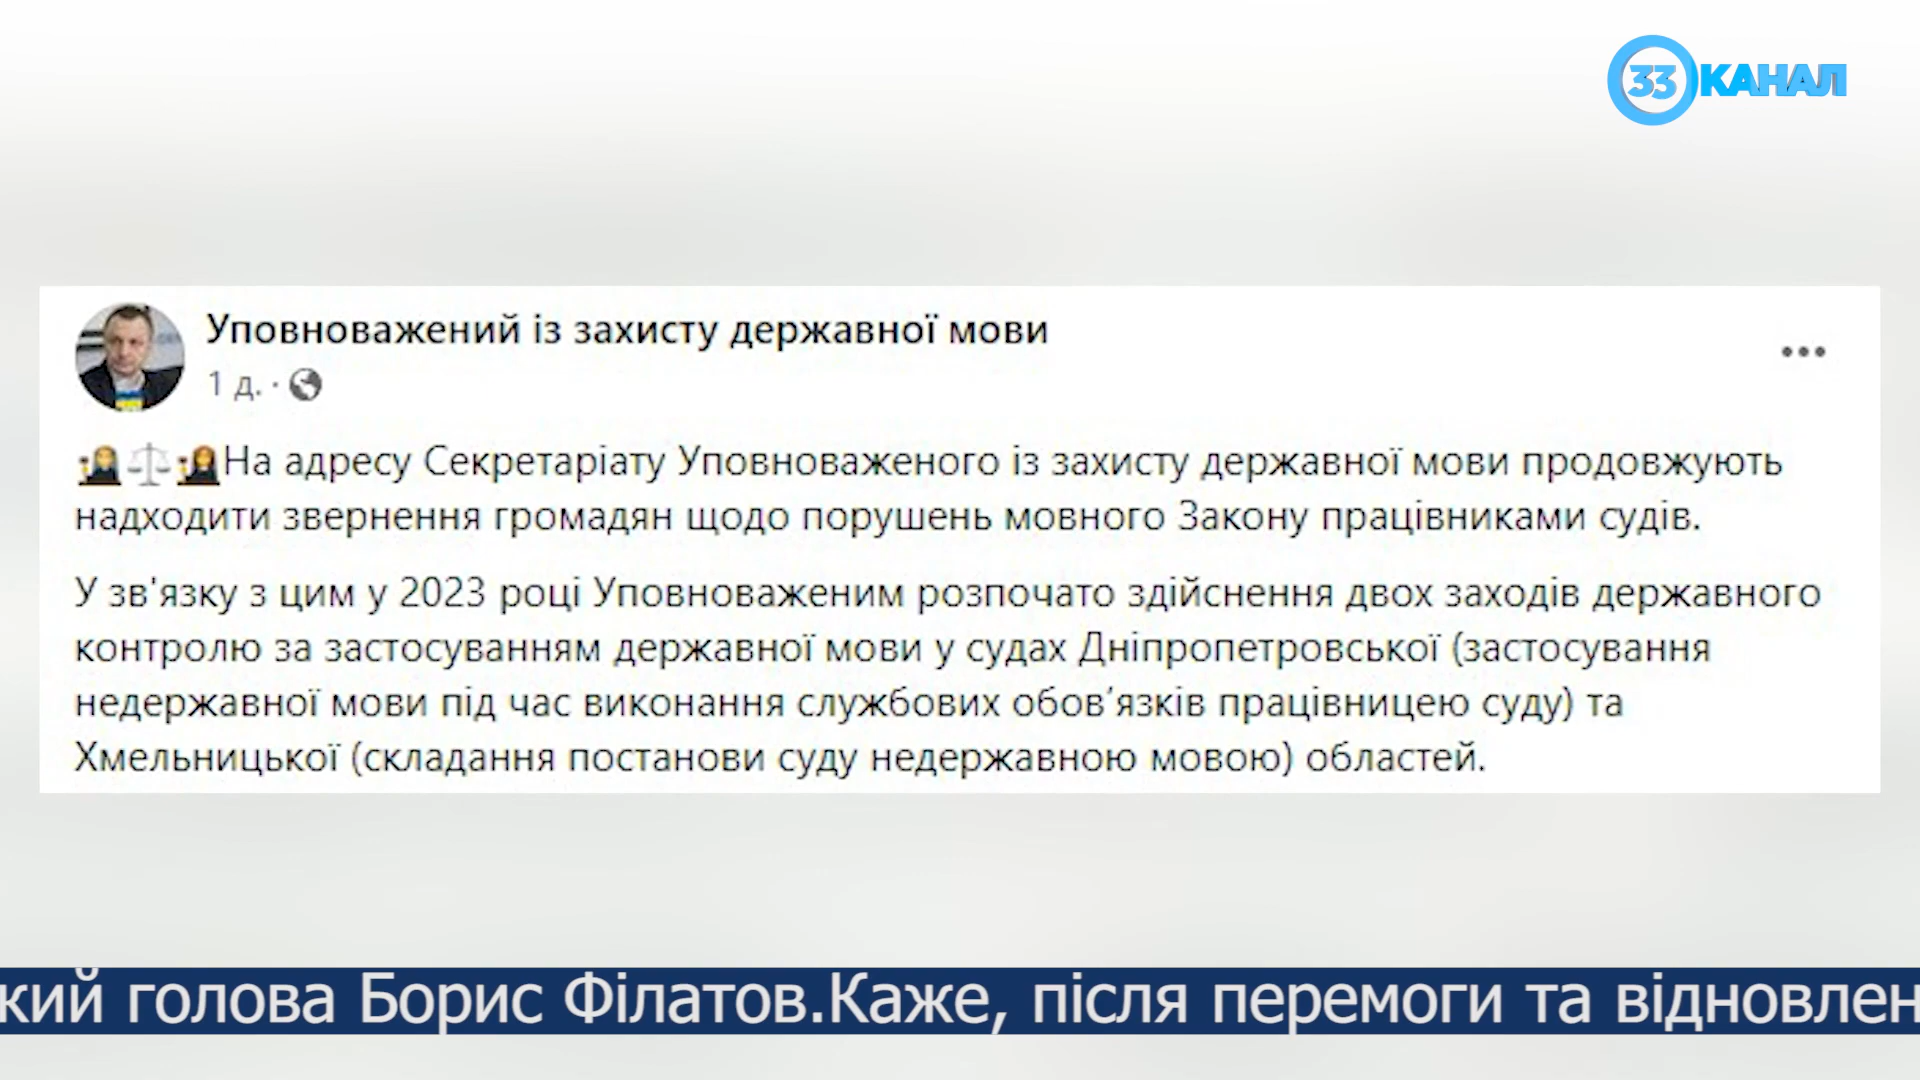 33 КАНАЛ
Уповноважений із захисту державної мови
1 д. ·
На адресу Секретаріату Уповноваженого із захисту державної мови продовжують
надходити звернення громадян щодо порушень мовного Закону працівниками судів.
У зв'язку з цим у 2023 році Уповноваженим розпочато здійснення двох заходів державного
контролю за застосуванням державної мови у судах Дніпропетровської (застосування
недержавної мови під час виконання службових обов’язків працівницею суду) та
Хмельницької (складання постанови суду недержавною мовою) областей.
кий голова Борис Філатов.Каже, після перемоги та відновлен